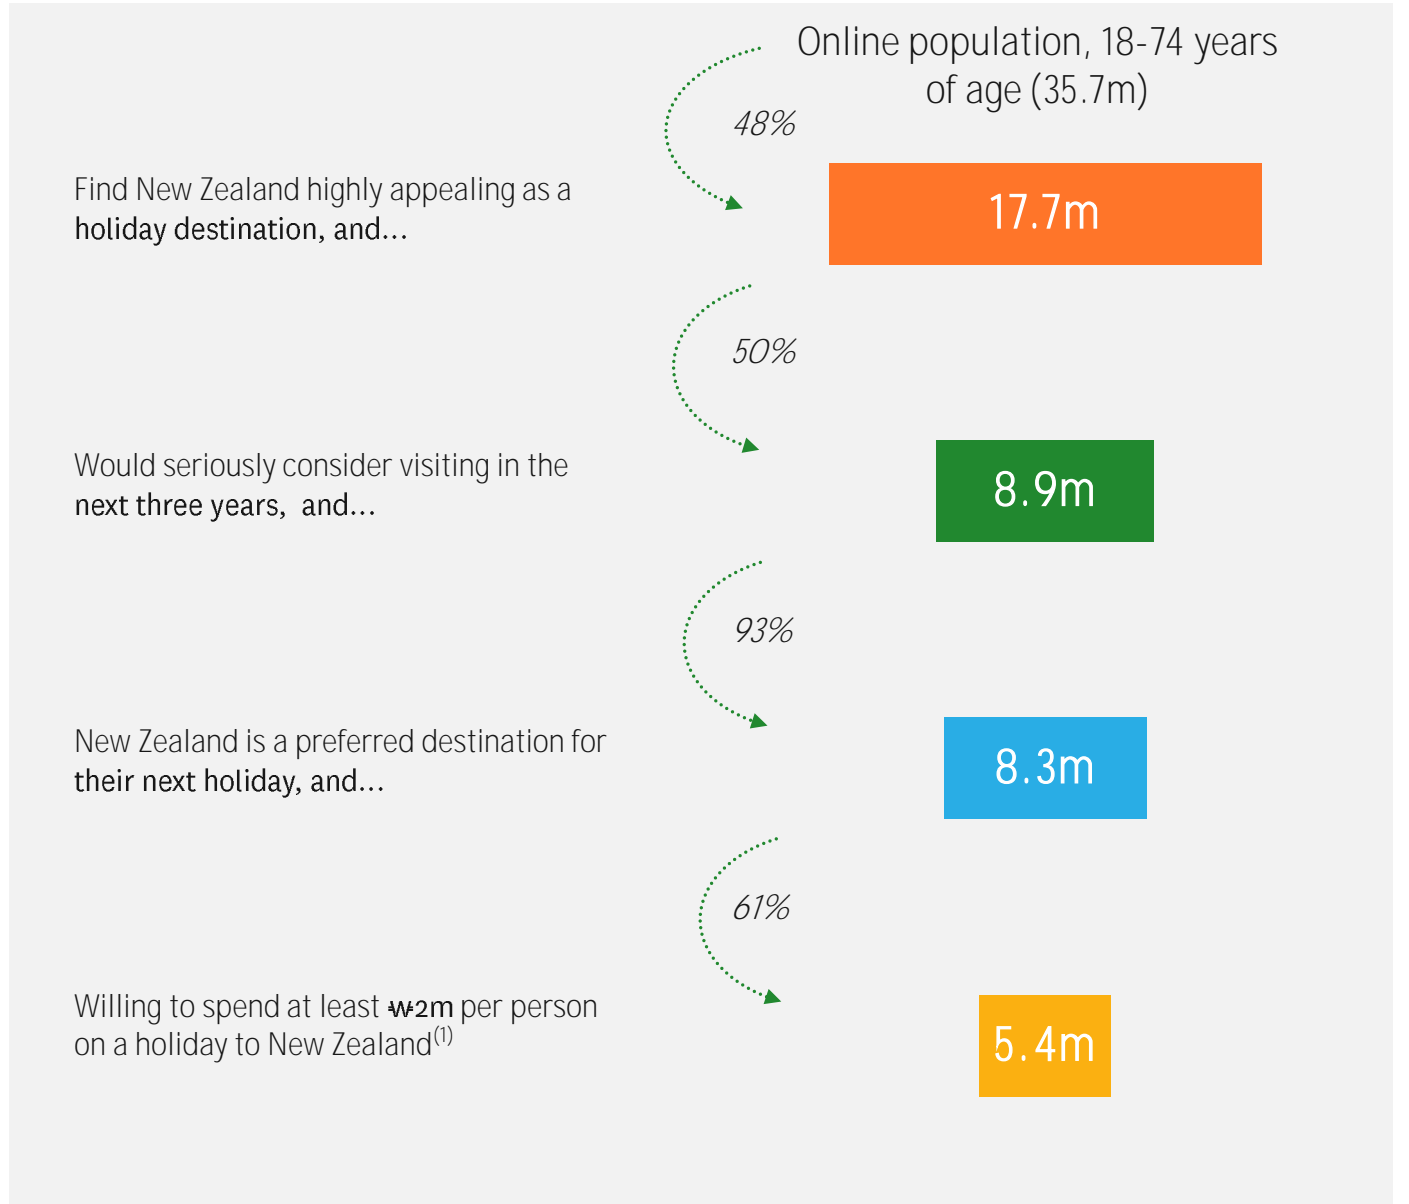 Online population, 18-74 years
of age (35.7m)
48%
Find New Zealand highly appealing as a
holiday destination, and…
17.7m
50%
Would seriously consider visiting in the
next three years, and…
8.9m
93%
New Zealand is a preferred destination for
their next holiday, and…
8.3m
61%
Willing to spend at least ₩2m per person
on a holiday to New Zealand(1)
5.4m